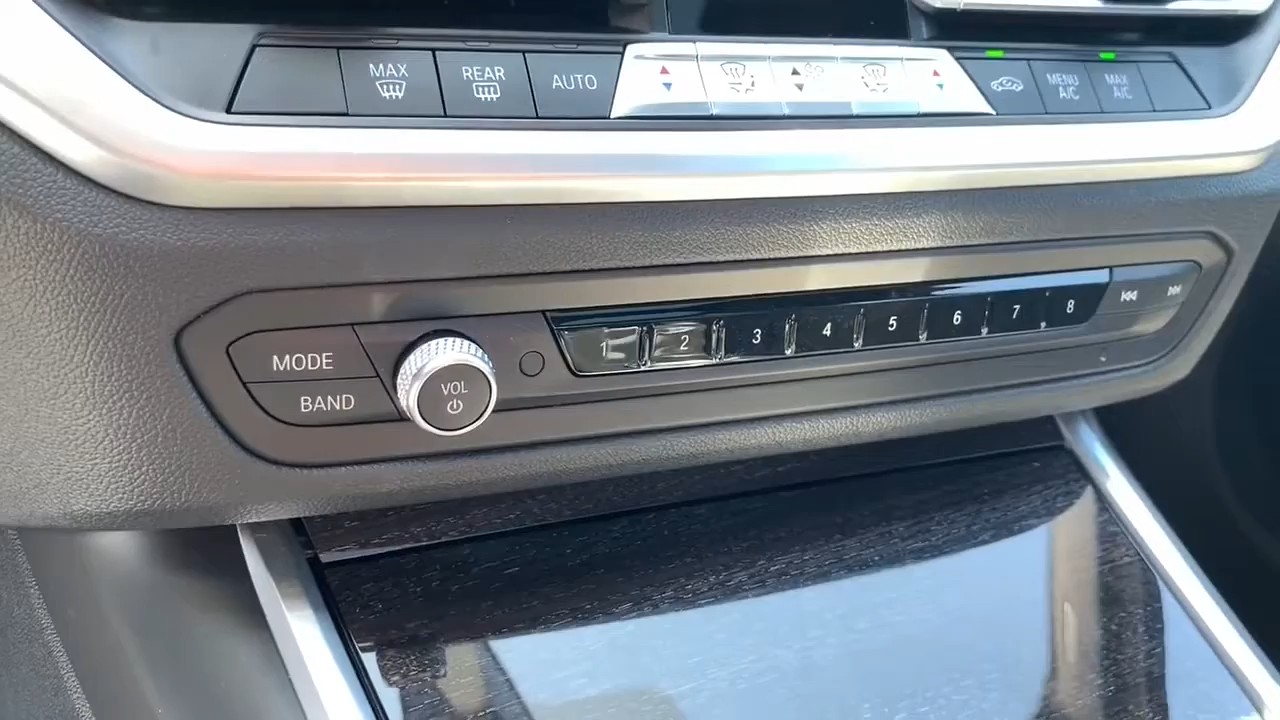 MAX
REAR
AUTO
MENU
A/C
MAX
A/C
MODE
BAND
VOL
1 2 3 4 5 6 7 8